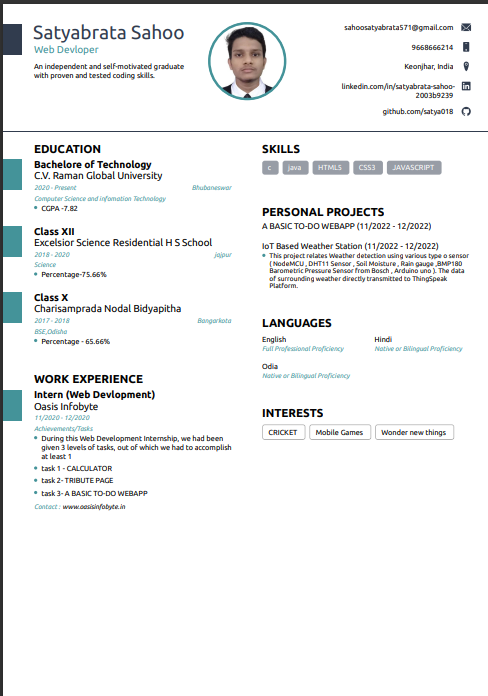 Satyabrata Sahoo
Web Devloper
An independent and self-motivated graduate
with proven and tested coding skills.
sahoosatyabrata571@gmail.com
9668666214
Keonjhar, India
linkedin.com/in/satyabrata-sahoo-
2003b9239
github.com/satya018
EDUCATION
Bachelore of Technology
C.V. Raman Global University
2020 - Present Bhubaneswar
Computer Science and infomation Technology
CGPA -7.82
Class XII
Excelsior Science Residential H S School
2018 - 2020 Jajpur
Science
Percentage-75.66%
Class X
Charisamprada Nodal Bidyapitha
2017 - 2018 Bangarkota
BSE,Odisha
Percentage - 65.66%
WORK EXPERIENCE
Intern (Web Devlopment)
Oasis Infobyte
11/2020 - 12/2020
Achievements/Tasks
During this Web Development Internship, we had been
given 3 levels of tasks, out of which we had to accomplish
at least 1
task 1 - CALCULATOR
task 2- TRIBUTE PAGE
task 3- A BASIC TO-DO WEBAPP
Contact : www.oasisinfobyte.in
SKILLS
c java HTML5 CSS3 JAVASCRIPT
PERSONAL PROJECTS
A BASIC TO-DO WEBAPP (11/2022 - 12/2022)
IoT Based Weather Station (11/2022 - 12/2022)
This project relates Weather detection using various type o sensor
( NodeMCU , DHT11 Sensor , Soil Moisture , Rain gauge ,BMP180
Barometric Pressure Sensor from Bosch , Arduino uno ). The data
of surrounding weather directly transmitted to ThingSpeak
Platform.
LANGUAGES
English
Full Professional Proficiency
Hindi
Native or Bilingual Proficiency
Odia
Native or Bilingual Proficiency
INTERESTS
CRICKET Mobile Games Wonder new things